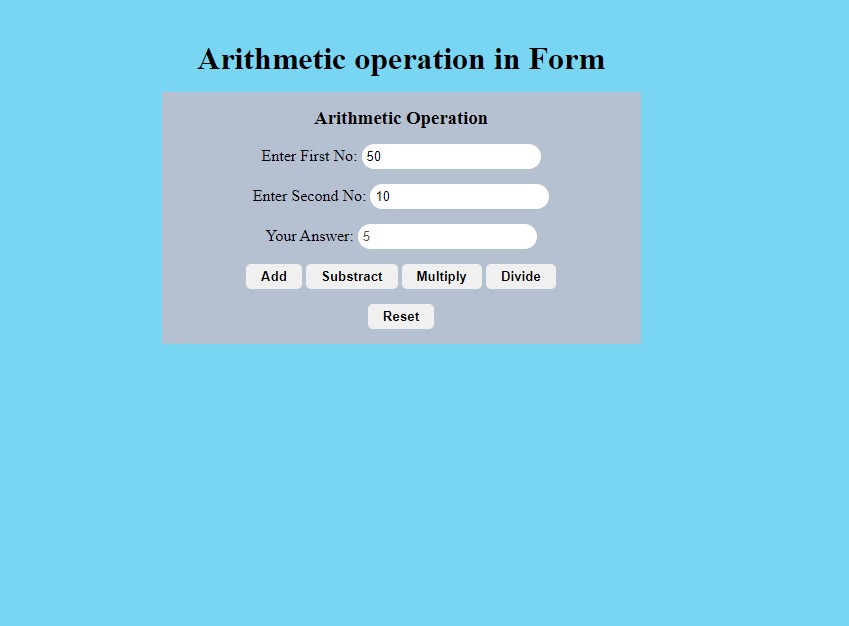 Arithmetic operation in Form
Arithmetic Operation
Enter First No: 50
Enter Second No: 10
Your Answer: 5
Add Substract Multiply Divide
Reset